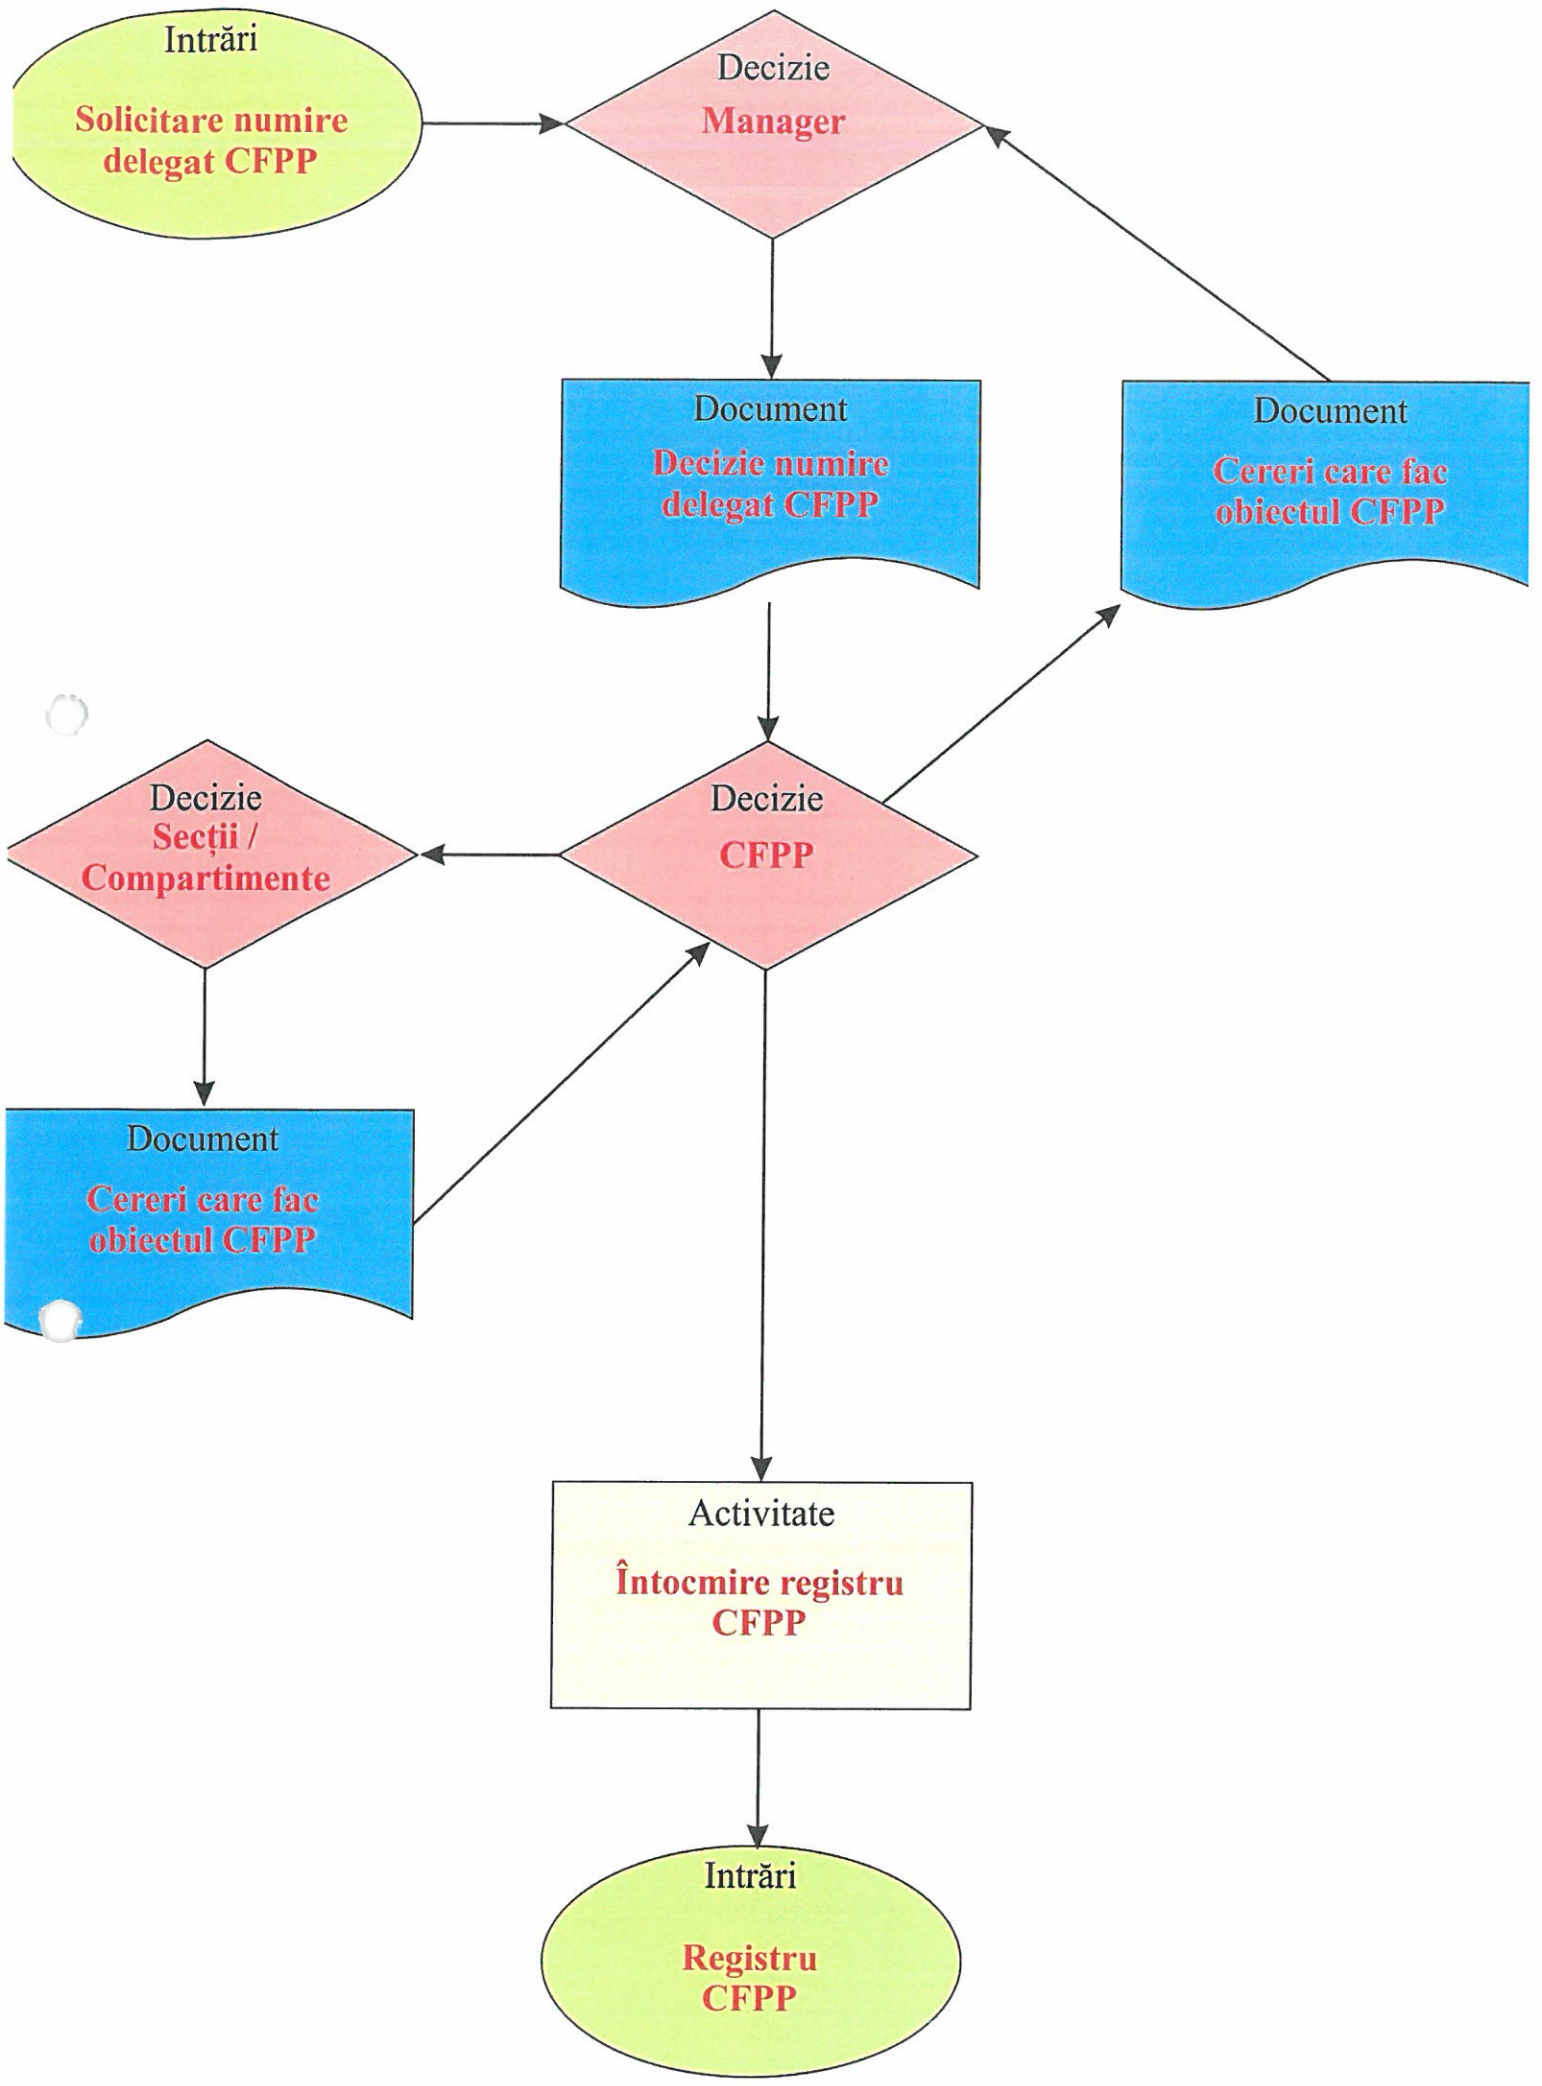 Intrări
Solicitare numire
delegat CFPP
Decizie
Manager
Document
Decizie numire
delegat CFPP
Document
Cereri care fac
obiectul CFPP
Decizie
Secții /
Compartimente
Decizie
CFPP
Document
Cereri care fac
obiectul CFPP
Activitate
Întocmire registru
CFPP
Intrări
Registru
CFPP